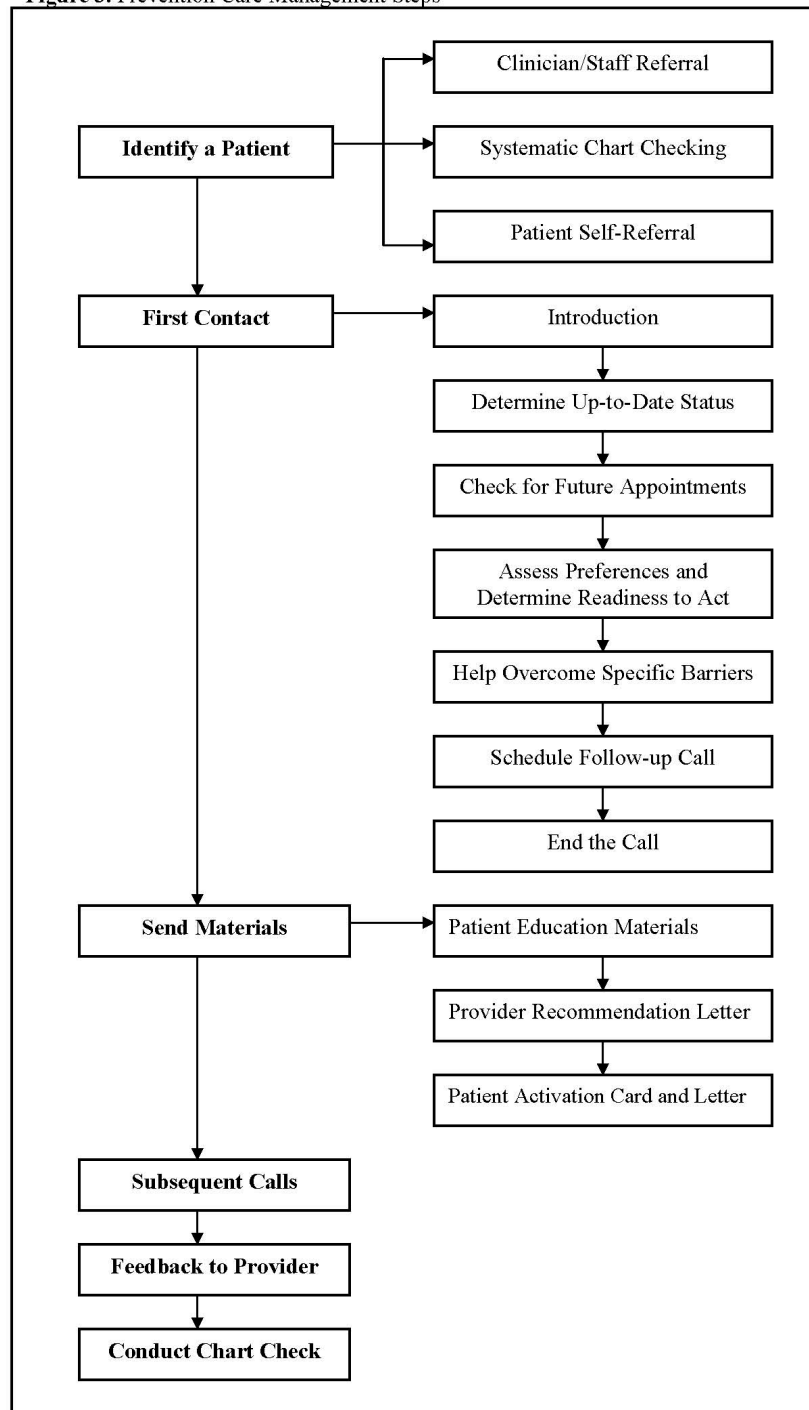 Figure 3. Prevention Care Management Steps
Clinician/Staff Referral
Identify a Patient
Systematic Chart Checking
Patient Self-Referral
First Contact
Introduction
Determine Up-to-Date Status
Check for Future Appointments
Assess Preferences and
Determine Readiness to Act
Help Overcome Specific Barriers
Schedule Follow-up Call
End the Call
Send Materials
Patient Education Materials
Provider Recommendation Letter
Patient Activation Card and Letter
Subsequent Calls
Feedback to Provider
Conduct Chart Check